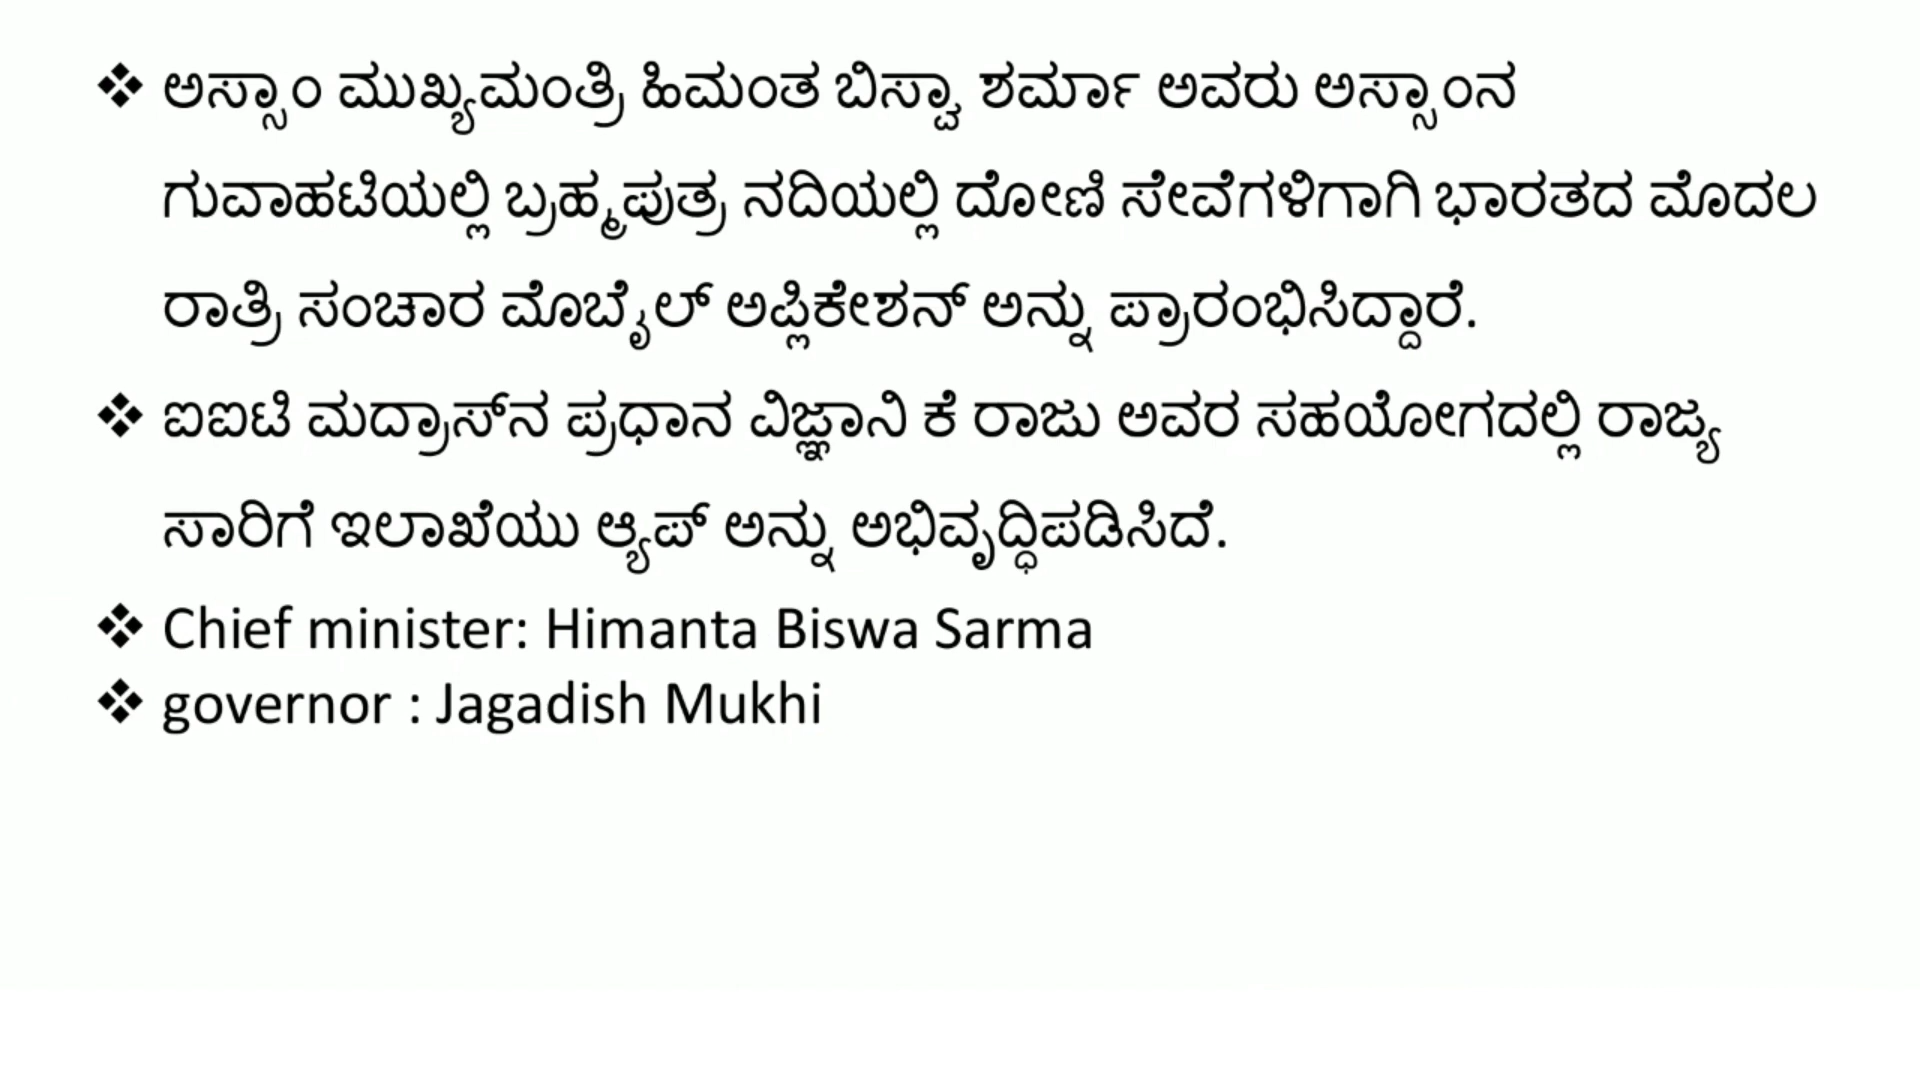 ❖ ಅಸ್ಸಾಂ ಮುಖ್ಯಮಂತ್ರಿ ಹಿಮಂತ ಬಿಸ್ವಾ ಶರ್ಮಾ ಅವರು ಅಸ್ಸಾಂನ
ಗುವಾಹಟಿಯಲ್ಲಿ ಬ್ರಹ್ಮಪುತ್ರ ನದಿಯಲ್ಲಿ ದೋಣಿ ಸೇವೆಗಳಿಗಾಗಿ ಭಾರತದ ಮೊದಲ
ರಾತ್ರಿ ಸಂಚಾರ ಮೊಬೈಲ್ ಅಪ್ಲಿಕೇಶನ್ ಅನ್ನು ಪ್ರಾರಂಭಿಸಿದ್ದಾರೆ.
❖ ಐಐಟಿ ಮದ್ರಾಸ್‌ನ ಪ್ರಧಾನ ವಿಜ್ಞಾನಿ ಕೆ ರಾಜು ಅವರ ಸಹಯೋಗದಲ್ಲಿ ರಾಜ್ಯ
ಸಾರಿಗೆ ಇಲಾಖೆಯು ಆ್ಯಪ್ ಅನ್ನು ಅಭಿವೃದ್ಧಿಪಡಿಸಿದೆ.
❖ Chief minister: Himanta Biswa Sarma
❖ governor : Jagadish Mukhi